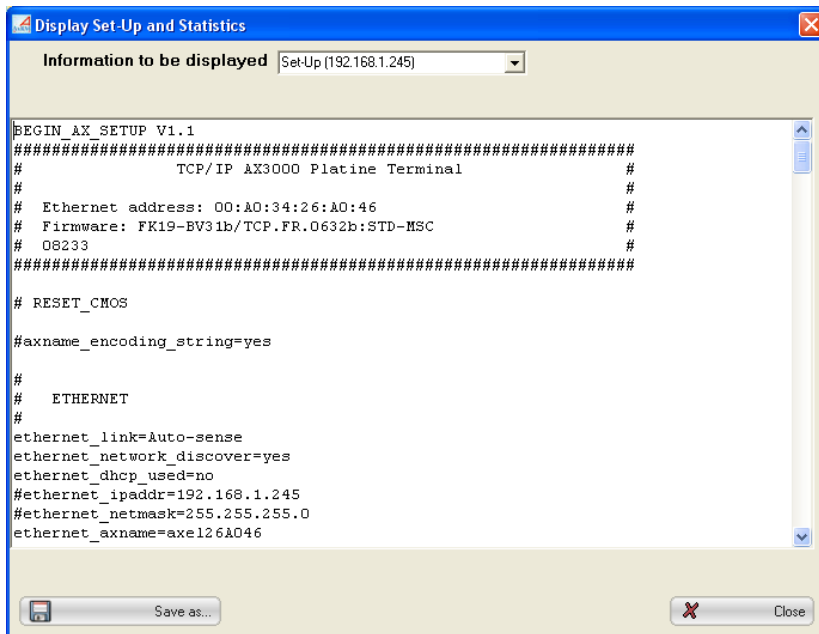 Display Set-Up and Statistics
Information to be displayed Set-Up (192.168.1.245)
BEGIN_AX_SETUP V1.1
#################################################################
# TCP/IP AX3000 Platine Terminal #
# #
# Ethernet address: 00:A0:34:26:A0:46 #
# Firmware: FK19-BV31b/TCP.FR.0632b:STD-MSC #
# 08233 #
#################################################################
# RESET_CMOS
#axname_encoding_string=yes
#
# ETHERNET
#
ethernet_link=Auto-sense
ethernet_network_discover=yes
ethernet_dhcp_used=no
#ethernet_ipaddr=192.168.1.245
#ethernet_netmask=255.255.255.0
ethernet_axname=axel26A046
Save as... Close